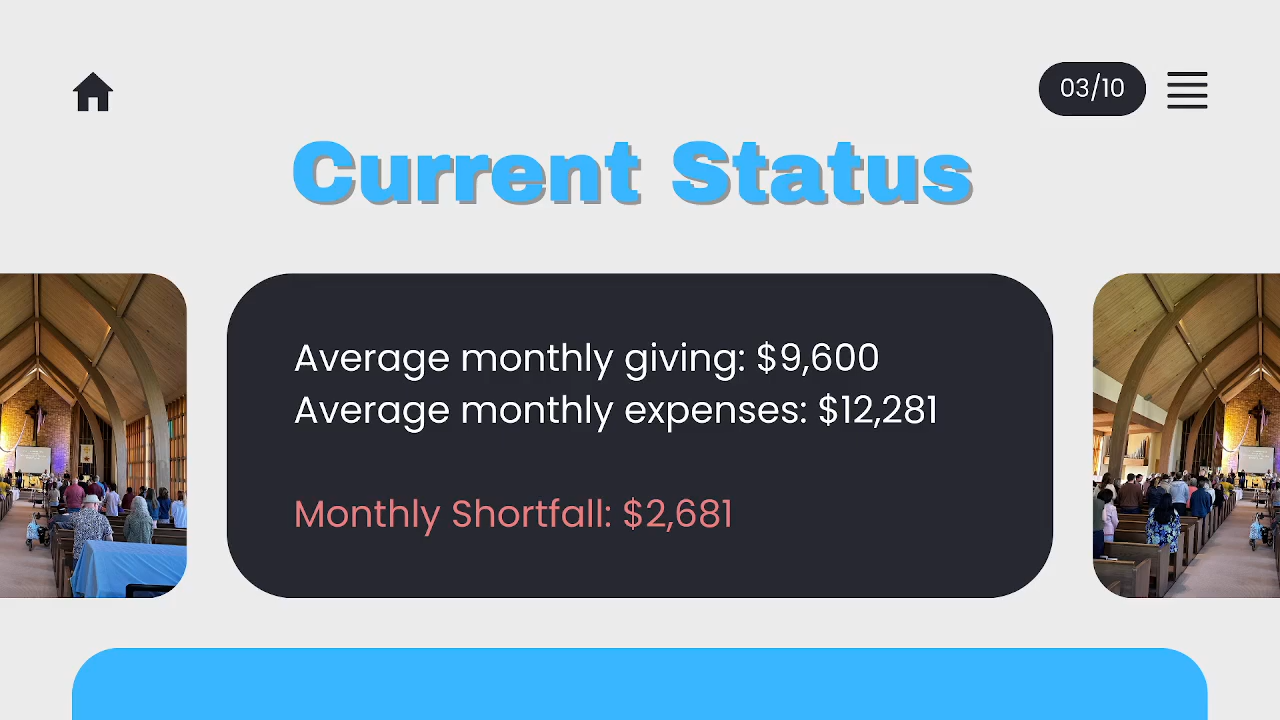 03/10
Current Status
Average monthly giving: $9,600
Average monthly expenses: $12,281
Monthly Shortfall: $2,681